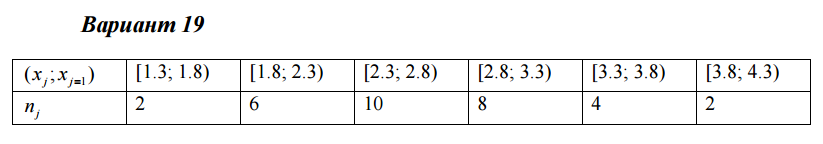 Вариант 19
(x_j; x_{j=1}) [1.3; 1.8) [1.8; 2.3) [2.3; 2.8) [2.8; 3.3) [3.3; 3.8) [3.8; 4.3)
n_j 2 6 10 8 4 2